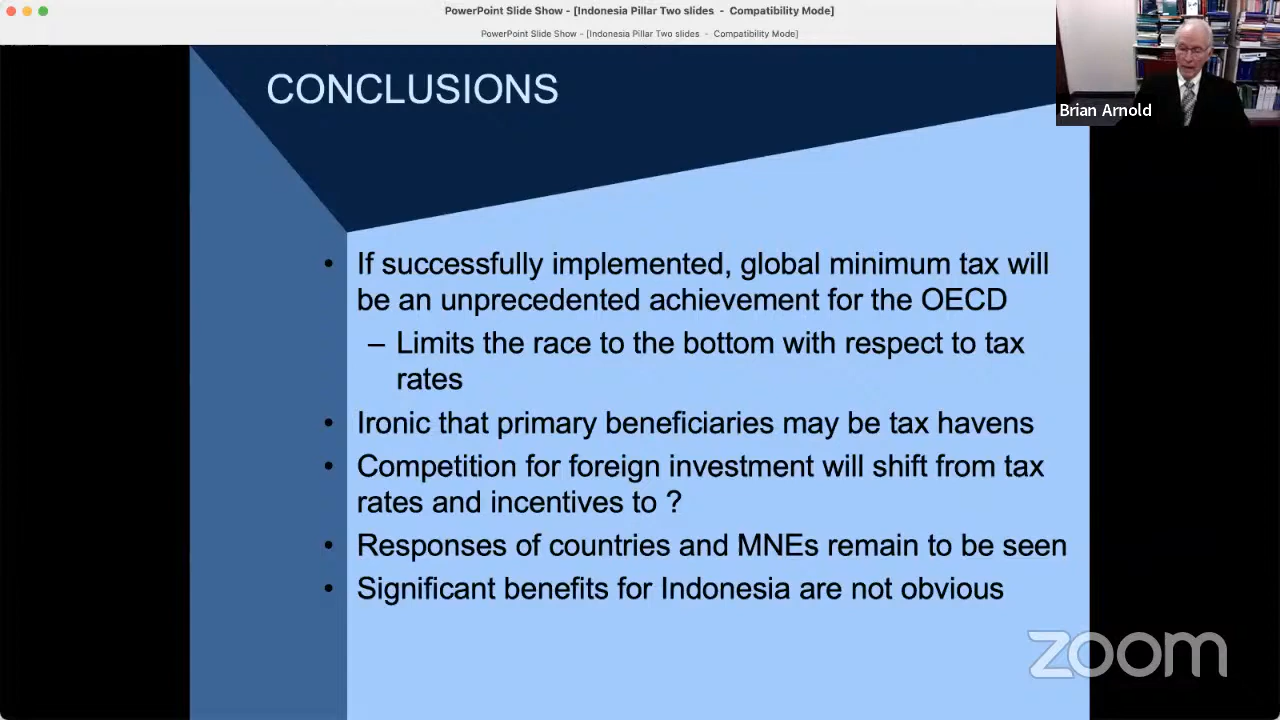 PowerPoint Slide Show - [Indonesia Pillar Two slides - Compatibility Mode]
PowerPoint Slide Show - [Indonesia Pillar Two slides - Compatibility Mode]
Brian Arnold
CONCLUSIONS
• If successfully implemented, global minimum tax will
be an unprecedented achievement for the OECD
– Limits the race to the bottom with respect to tax
rates
• Ironic that primary beneficiaries may be tax havens
• Competition for foreign investment will shift from tax
rates and incentives to ?
• Responses of countries and MNEs remain to be seen
• Significant benefits for Indonesia are not obvious
zoom